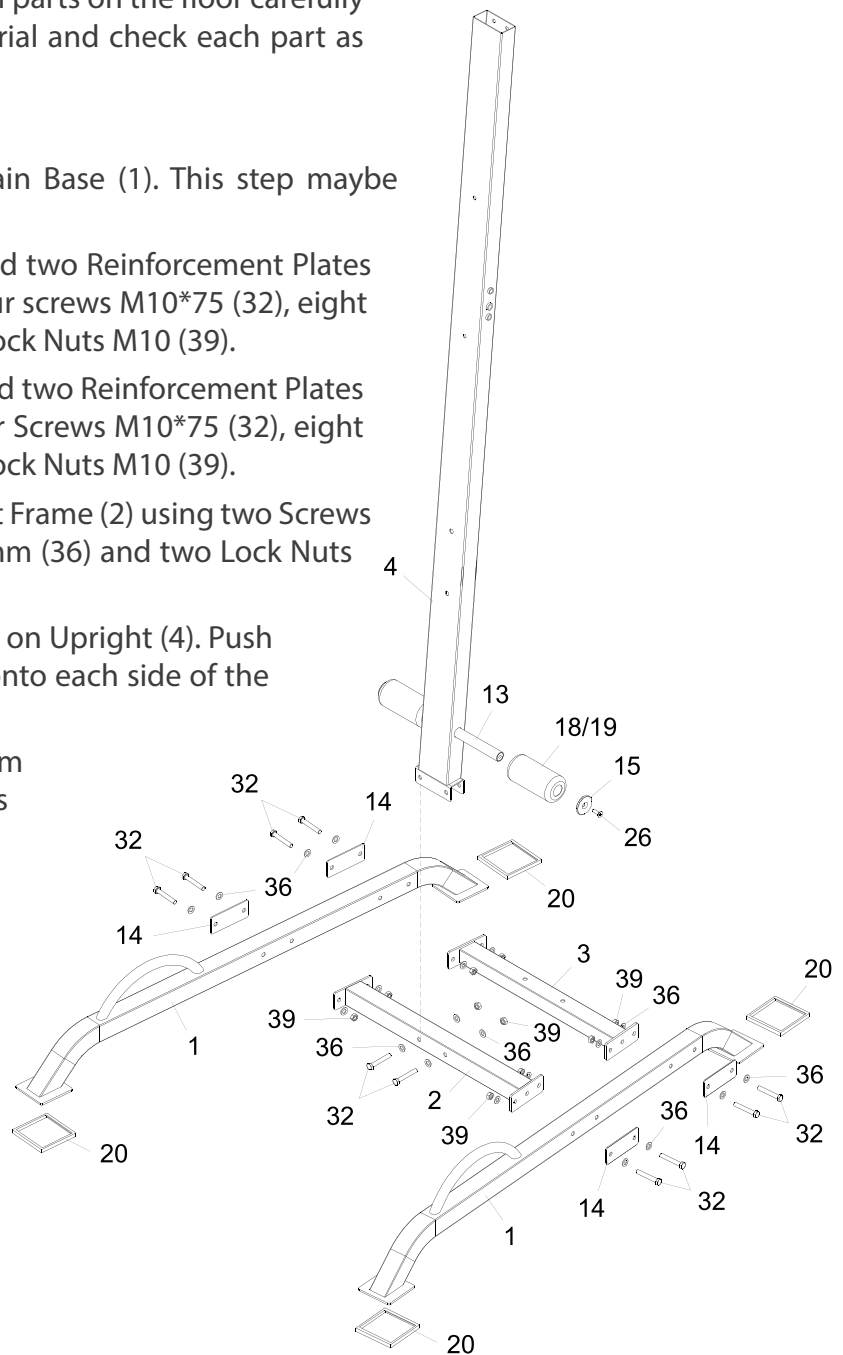 parts on the floor carefully
rial and check each part as
ain Base (1). This step maybe
d two Reinforcement Plates
ur screws M10*75 (32), eight
ock Nuts M10 (39).
d two Reinforcement Plates
r Screws M10*75 (32), eight
ock Nuts M10 (39).
t Frame (2) using two Screws
nm (36) and two Lock Nuts
on Upright (4). Push
onto each side of the
m
s
4
13
18/19
15
26
32
14
32
36
20
14
3
39
36
20
1
39
36
39
36
2
32
39
20
36
32
14
36
32
14
1
20